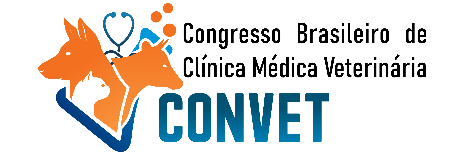 Congresso Brasileiro de
Clínica Médica Veterinária
CONVET